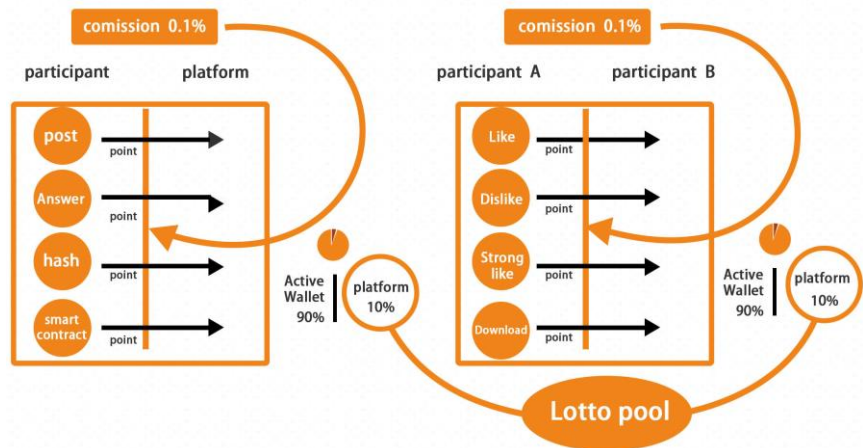 comission 0.1%
participant
platform
post
point
Answer
point
hash
point
smart
contract
point
Active
Wallet
90%
platform
10%
comission 0.1%
participant A
participant B
Like
point
Dislike
point
Strong
like
point
Download
point
Active
Wallet
90%
platform
10%
Lotto pool